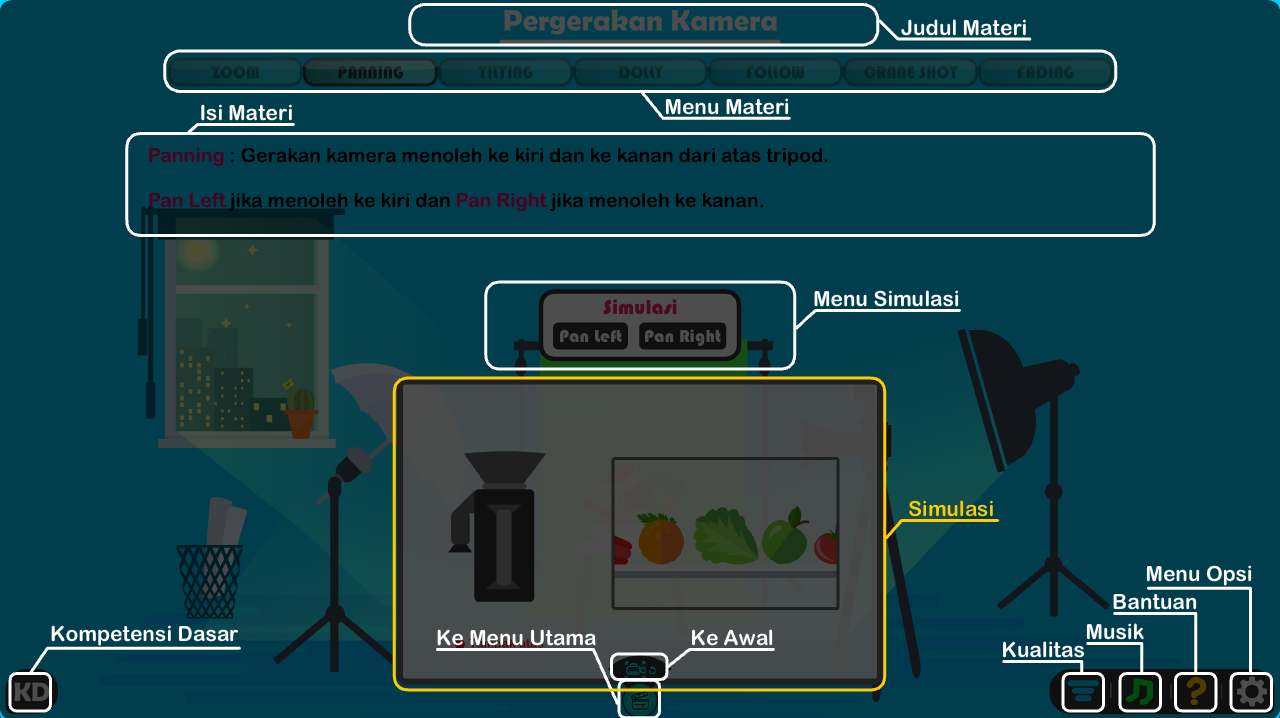 Pergerakan Kamera
Judul Materi
ZOOM PANNING TILTING DOLLY FOLLOW CRANE SHOT FADING
Menu Materi
Isi Materi
Panning : Gerakan kamera menoleh ke kiri dan ke kanan dari atas tripod.
Pan Left jika menoleh ke kiri dan Pan Right jika menoleh ke kanan.
Menu Simulasi
Simulasi
Pan Left Pan Right
Simulasi
Menu Opsi
Bantuan
Musik
Kualitas
Kompetensi Dasar
Ke Menu Utama
Ke Awal
KD
?